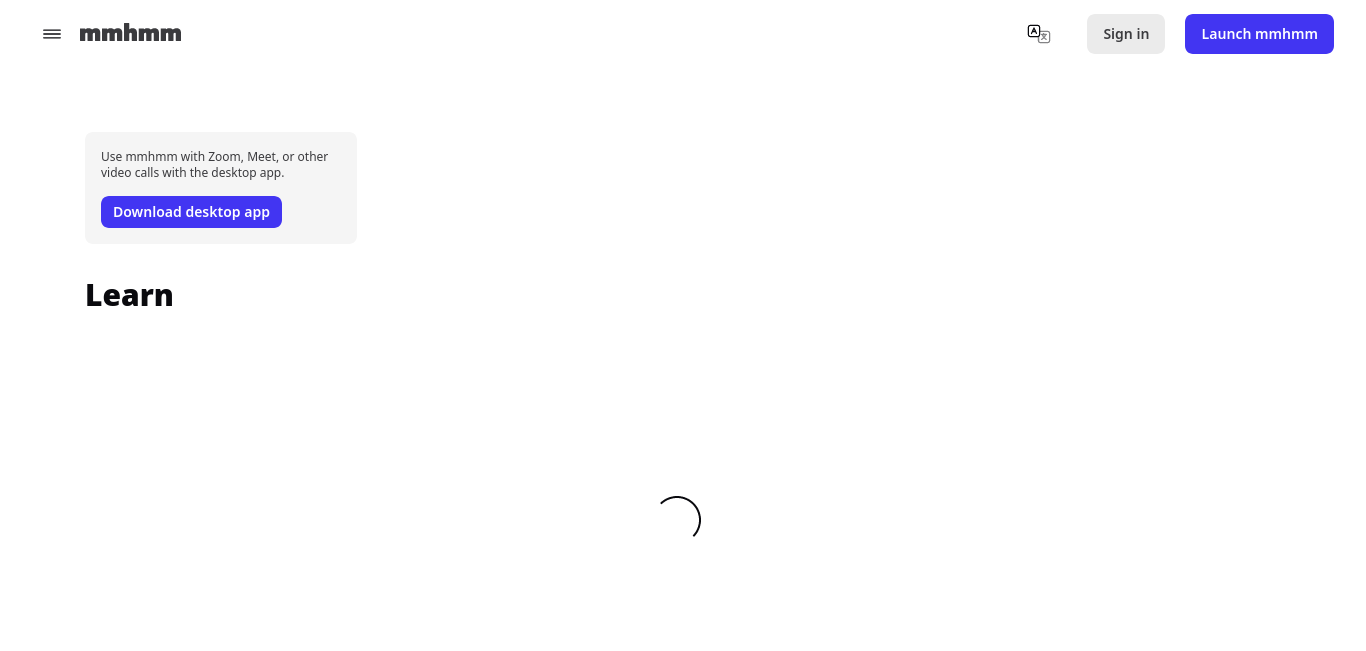 mmhmm
Sign in
Launch mmhmm
Use mmhmm with Zoom, Meet, or other
video calls with the desktop app.
Download desktop app
Learn